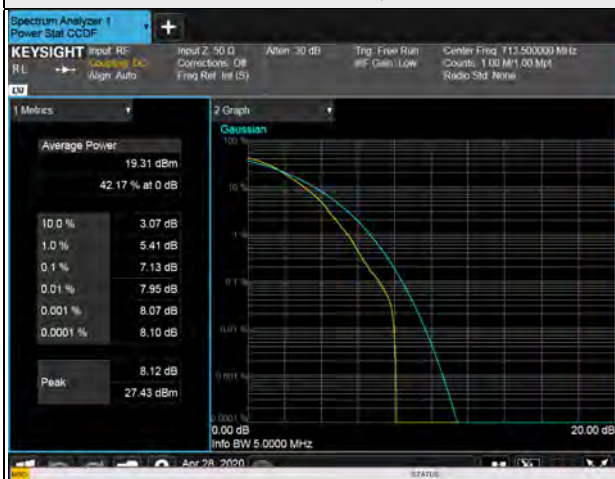 Spectrum Analyzer 1
Power Stat CCDF
+
KEYSIGHT
RL
Input: RF
Coupling: DC
Align: Auto
Input Z: 50 Ω
Corrections: Off
Freq Ref: Int (S)
Atten: 30 dB
Trig: Free Run
#IF Gain: Low
Center Freq: 713.500000 MHz
Counts: 1.00 M/1.00 Mpt
Radio Std: None
1 Metrics
Average Power
19.31 dBm
42.17 % at 0 dB
10.0 % 3.07 dB
1.0 % 5.41 dB
0.1 % 7.13 dB
0.01 % 7.95 dB
0.001 % 8.07 dB
0.0001 % 8.10 dB
Peak
8.12 dB
27.43 dBm
2 Graph
Gaussian
100 %
10 %
1 %
0.1 %
0.01 %
0.001 %
0.0001 %
0.00 dB
20.00 dB
Info BW 5.0000 MHz
Apr 28, 2020
MSG
STATUS